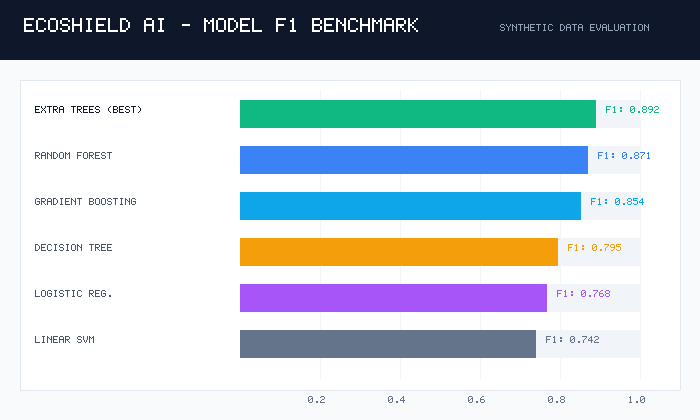 ECOSHIELD AI - MODEL F1 BENCHMARK
SYNTHETIC DATA EVALUATION
EXTRA TREES (BEST) F1: 0.892
RANDOM FOREST F1: 0.871
GRADIENT BOOSTING F1: 0.854
DECISION TREE F1: 0.795
LOGISTIC REG. F1: 0.768
LINEAR SVM F1: 0.742
0.2 0.4 0.6 0.8 1.0